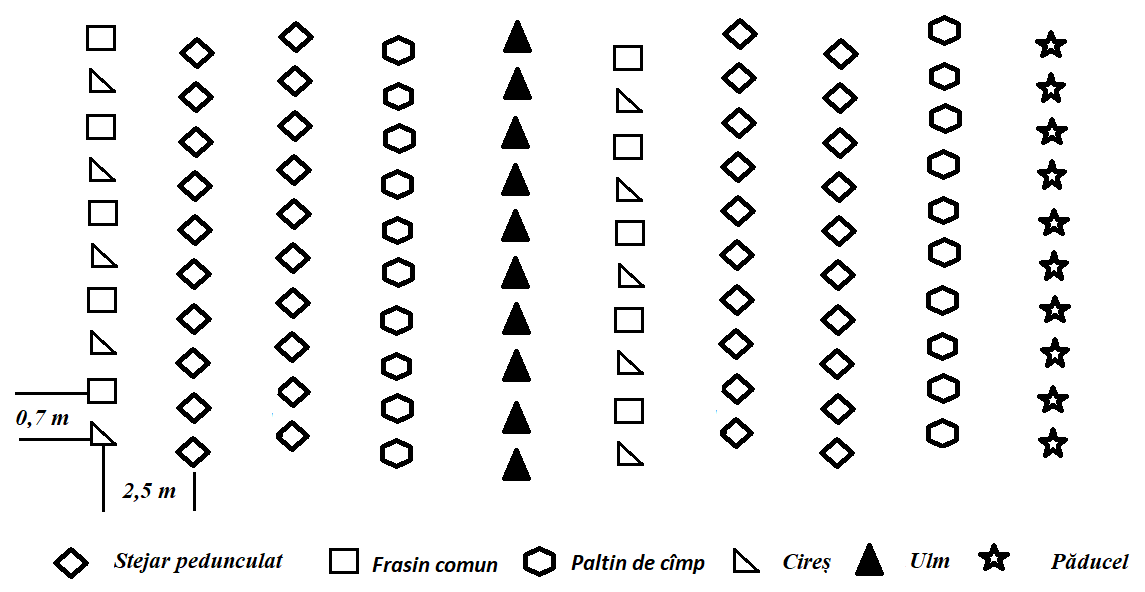 0,7 m
2,5 m
Stejar pedunculat Frasin comun Paltin de cîmp Cireș Ulm Păducel